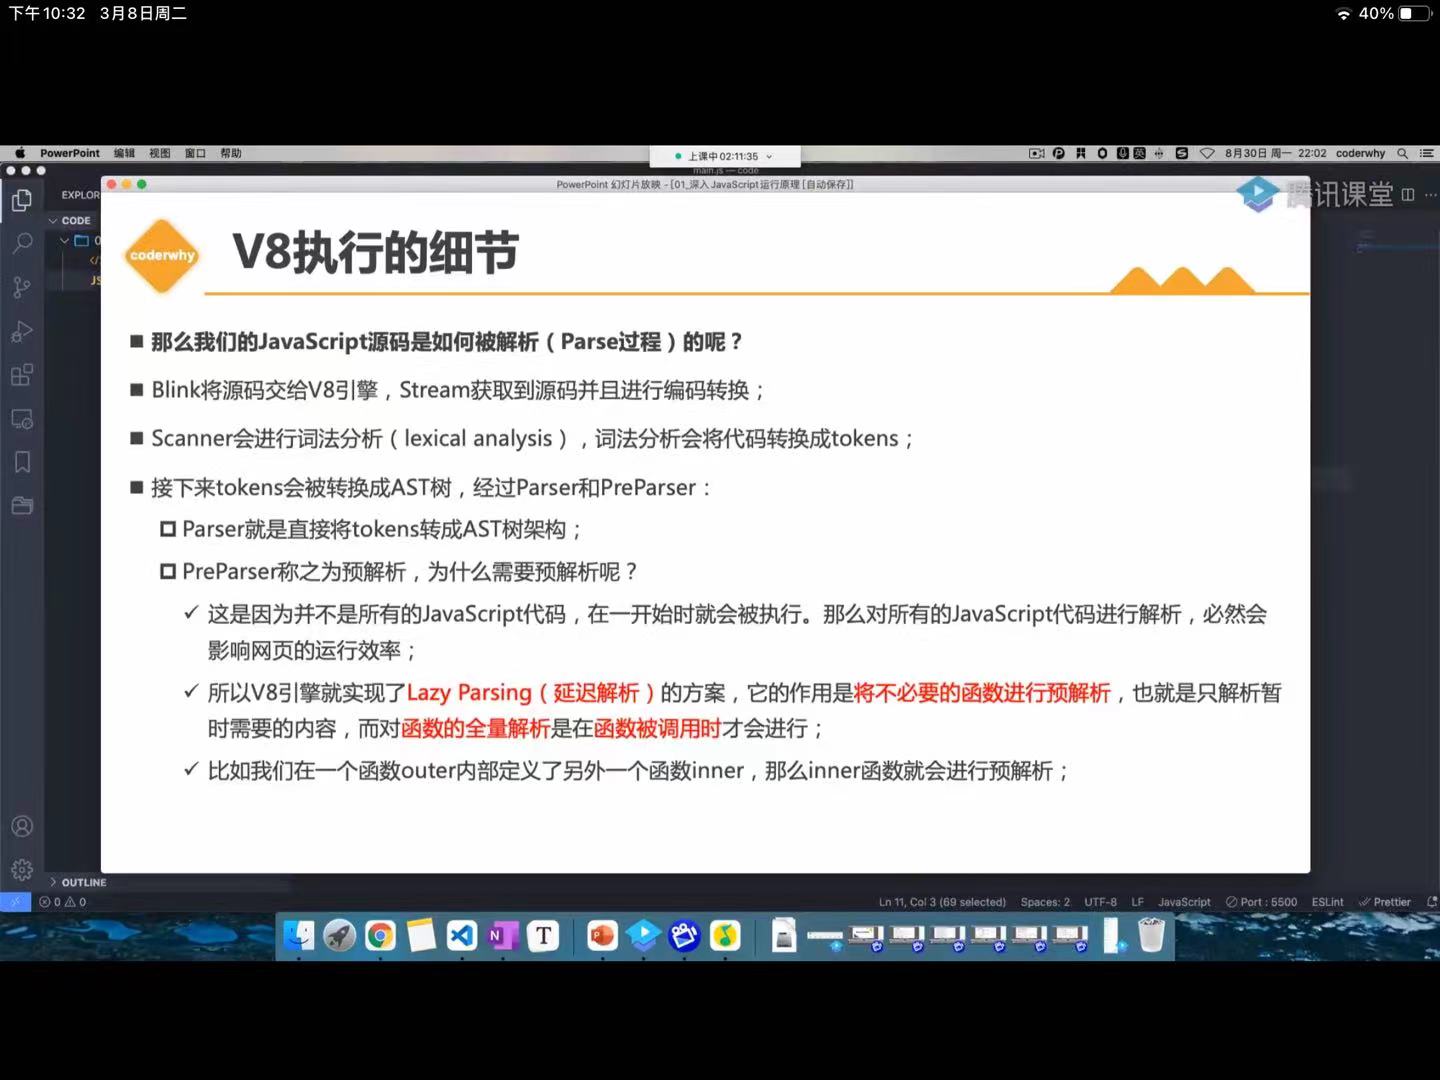 下午10:32 3月8日周二
40%
PowerPoint 编辑 视图 窗口 帮助
上课中 02:11:35
8月30日 周一 22:02 coderwhy
main.js — code
PowerPoint 幻灯片放映 - [01_深入JavaScript运行原理 [自动保存]]
腾讯课堂
EXPLOR
CODE
0
JS
coderwhy
V8执行的细节
那么我们的JavaScript源码是如何被解析（Parse过程）的呢？
Blink将源码交给V8引擎，Stream获取到源码并且进行编码转换；
Scanner会进行词法分析（lexical analysis），词法分析会将代码转换成tokens；
接下来tokens会被转换成AST树，经过Parser和PreParser：
Parser就是直接将tokens转成AST树架构；
PreParser称之为预解析，为什么需要预解析呢？
这是因为并不是所有的JavaScript代码，在一开始时就会被执行。那么对所有的JavaScript代码进行解析，必然会
影响网页的运行效率；
所以V8引擎就实现了Lazy Parsing（延迟解析）的方案，它的作用是将不必要的函数进行预解析，也就是只解析暂
时需要的内容，而对函数的全量解析是在函数被调用时才会进行；
比如我们在一个函数outer内部定义了另外一个函数inner，那么inner函数就会进行预解析；
OUTLINE
0 0
Ln 11, Col 3 (69 selected) Spaces: 2 UTF-8 LF JavaScript Port : 5500 ESLint Prettier